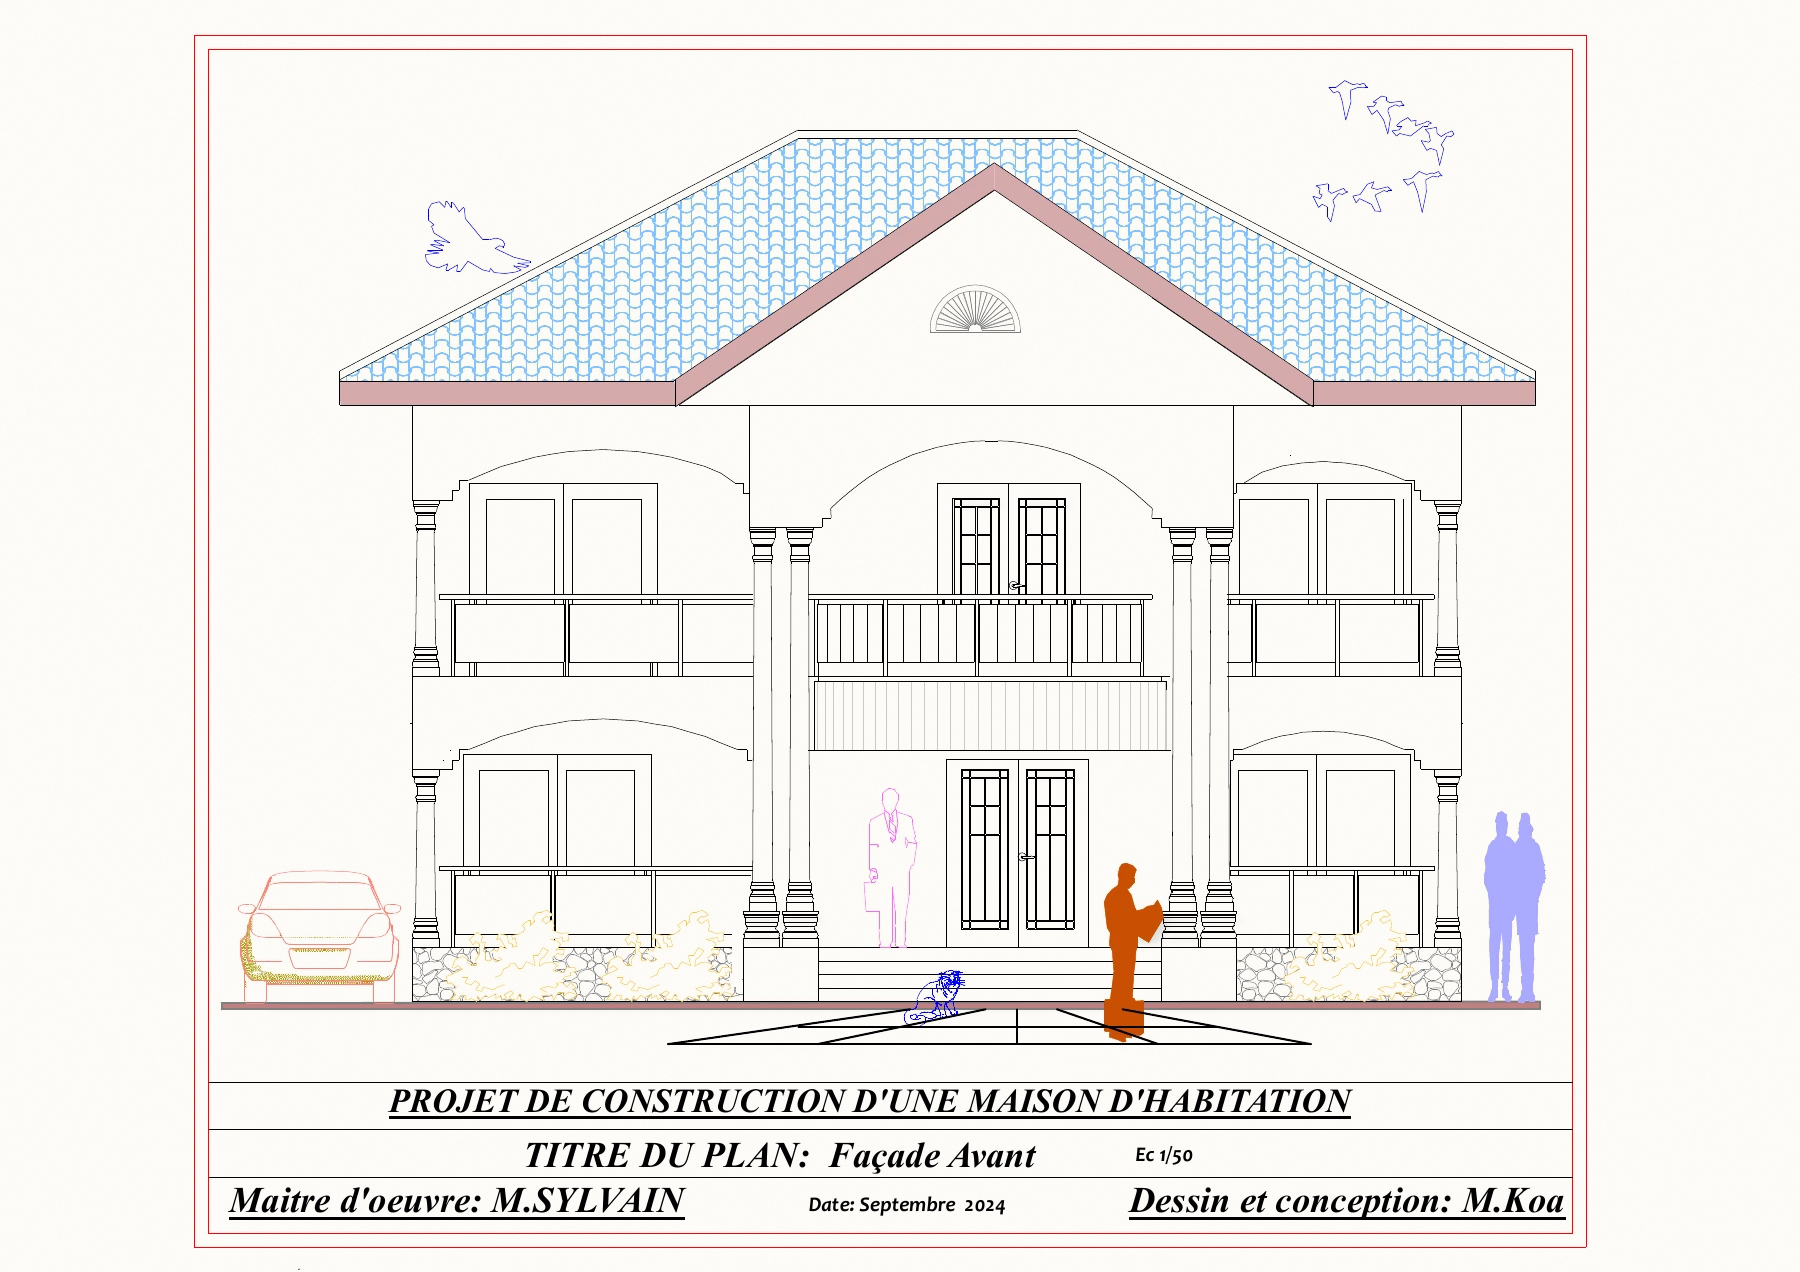 PROJET DE CONSTRUCTION D'UNE MAISON D'HABITATION
TITRE DU PLAN: Façade Avant Ec 1/50
Maitre d'oeuvre: M.SYLVAIN Date: Septembre 2024 Dessin et conception: M.Koa